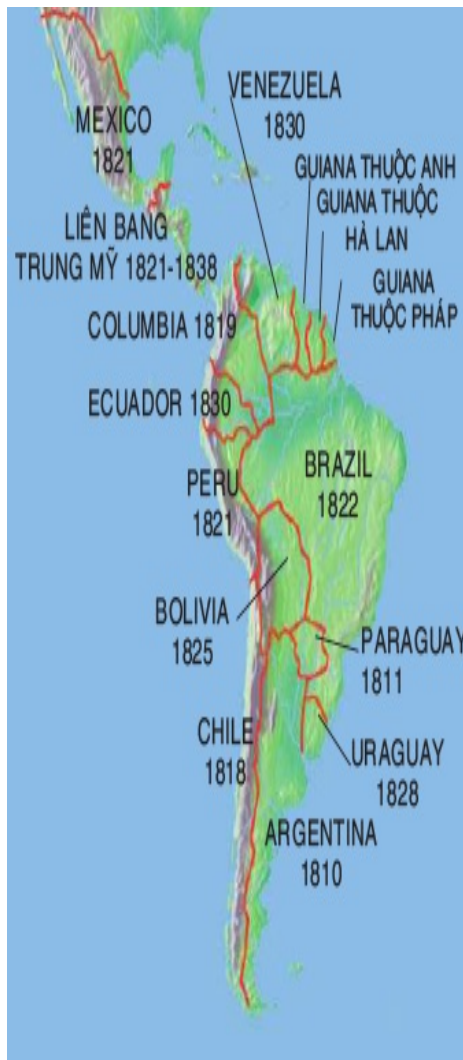 MEXICO
1821
VENEZUELA
1830
GUIANA THUỘC ANH
GUIANA THUỘC
HÀ LAN
GUIANA
THUỘC PHÁP
LIÊN BANG
TRUNG MỸ 1821-1838
COLUMBIA 1819
ECUADOR 1830
PERU
1821
BRAZIL
1822
BOLIVIA
1825
PARAGUAY
1811
CHILE
1818
URAGUAY
1828
ARGENTINA
1810